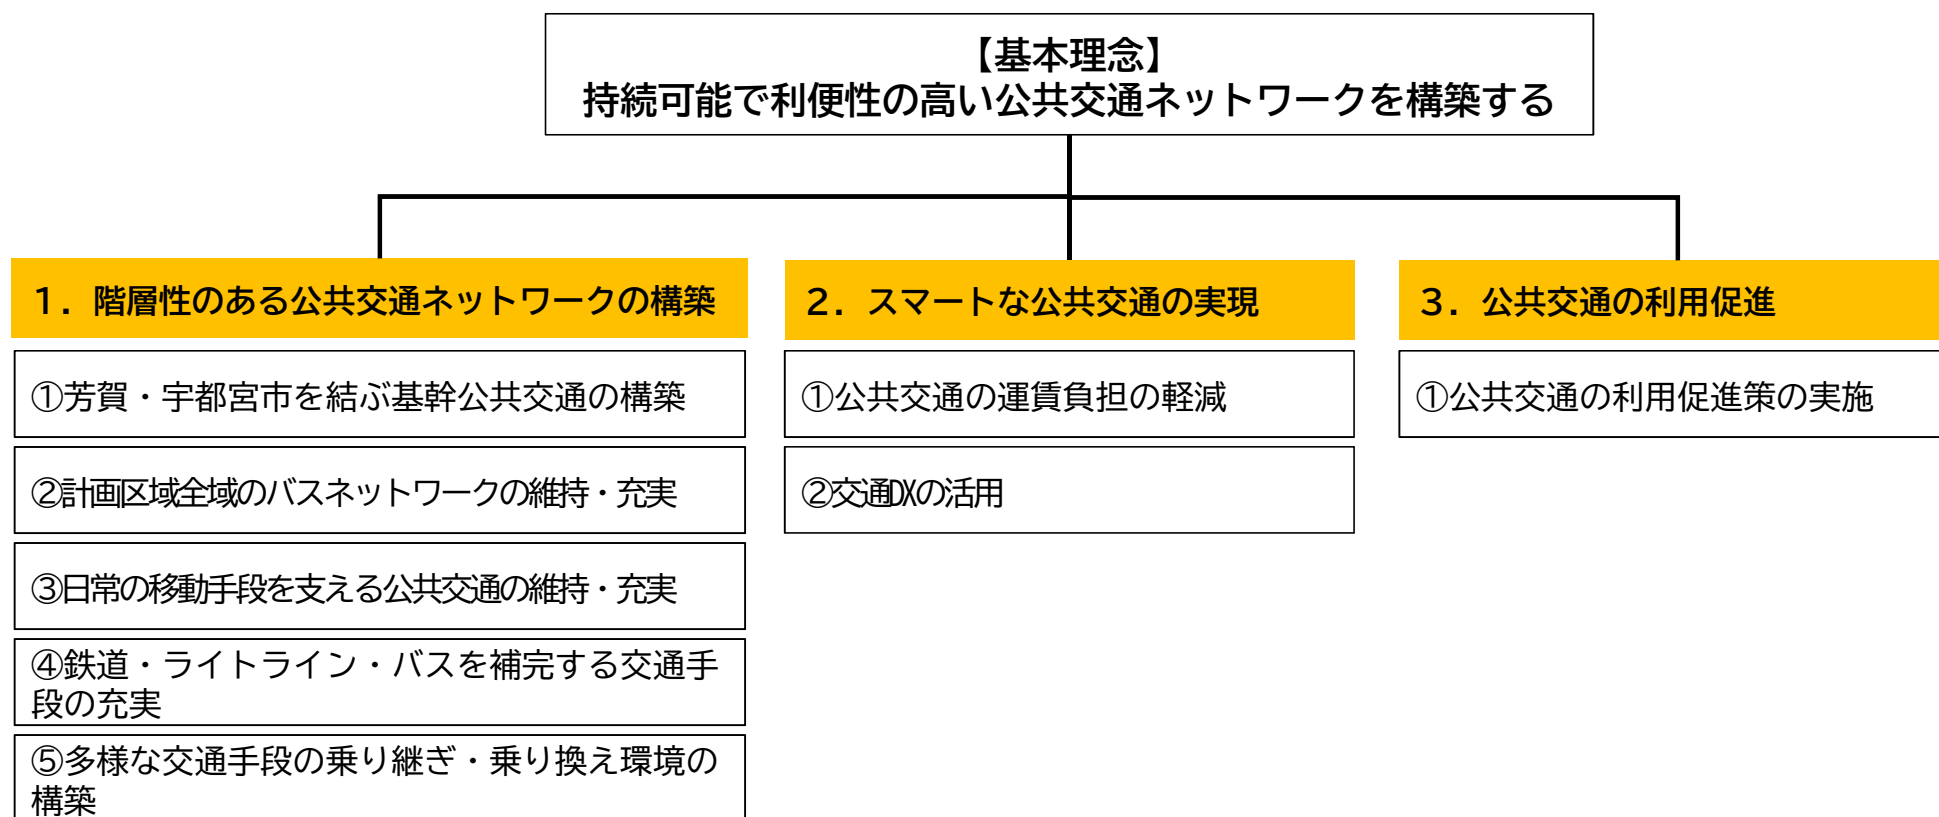 【基本理念】
持続可能で利便性の高い公共交通ネットワークを構築する
1．階層性のある公共交通ネットワークの構築
①芳賀・宇都宮市を結ぶ基幹公共交通の構築
②計画区域全域のバスネットワークの維持・充実
③日常の移動手段を支える公共交通の維持・充実
④鉄道・ライトライン・バスを補完する交通手
段の充実
⑤多様な交通手段の乗り継ぎ・乗り換え環境の
構築
2．スマートな公共交通の実現
①公共交通の運賃負担の軽減
②交通DXの活用
3．公共交通の利用促進
①公共交通の利用促進策の実施